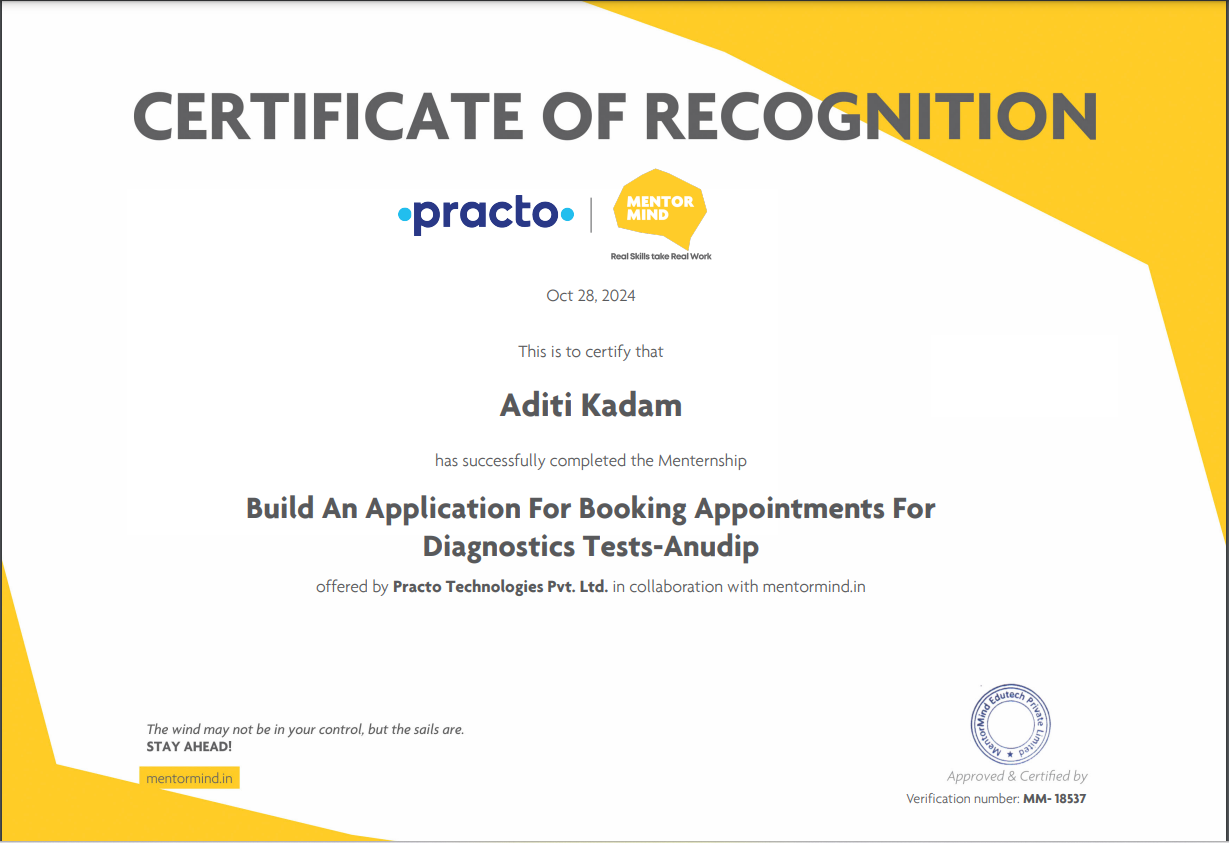 CERTIFICATE OF RECOGNITION
practo
MENTOR
MIND
Real Skills take Real Work
Oct 28, 2024
This is to certify that
Aditi Kadam
has successfully completed the Menternship
Build An Application For Booking Appointments For
Diagnostics Tests-Anudip
offered by Practo Technologies Pvt. Ltd. in collaboration with mentormind.in
The wind may not be in your control, but the sails are.
STAY AHEAD!
mentormind.in
MentorMind Edutech Private Limited ★
Approved & Certified by
Verification number: MM- 18537